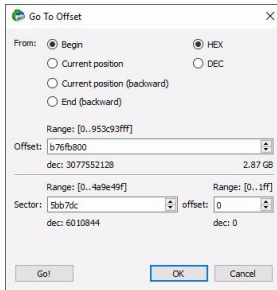 Go To Offset
From: Begin HEX
Current position DEC
Current position (backward)
End (backward)
Range: [0..953c93fff]
Offset: b76fb800
dec: 3077552128 2.87 GB
Range: [0..4a9e49f] Range: [0..1ff]
Sector: 5bb7dc offset: 0
dec: 6010844 dec: 0
Go! OK Cancel